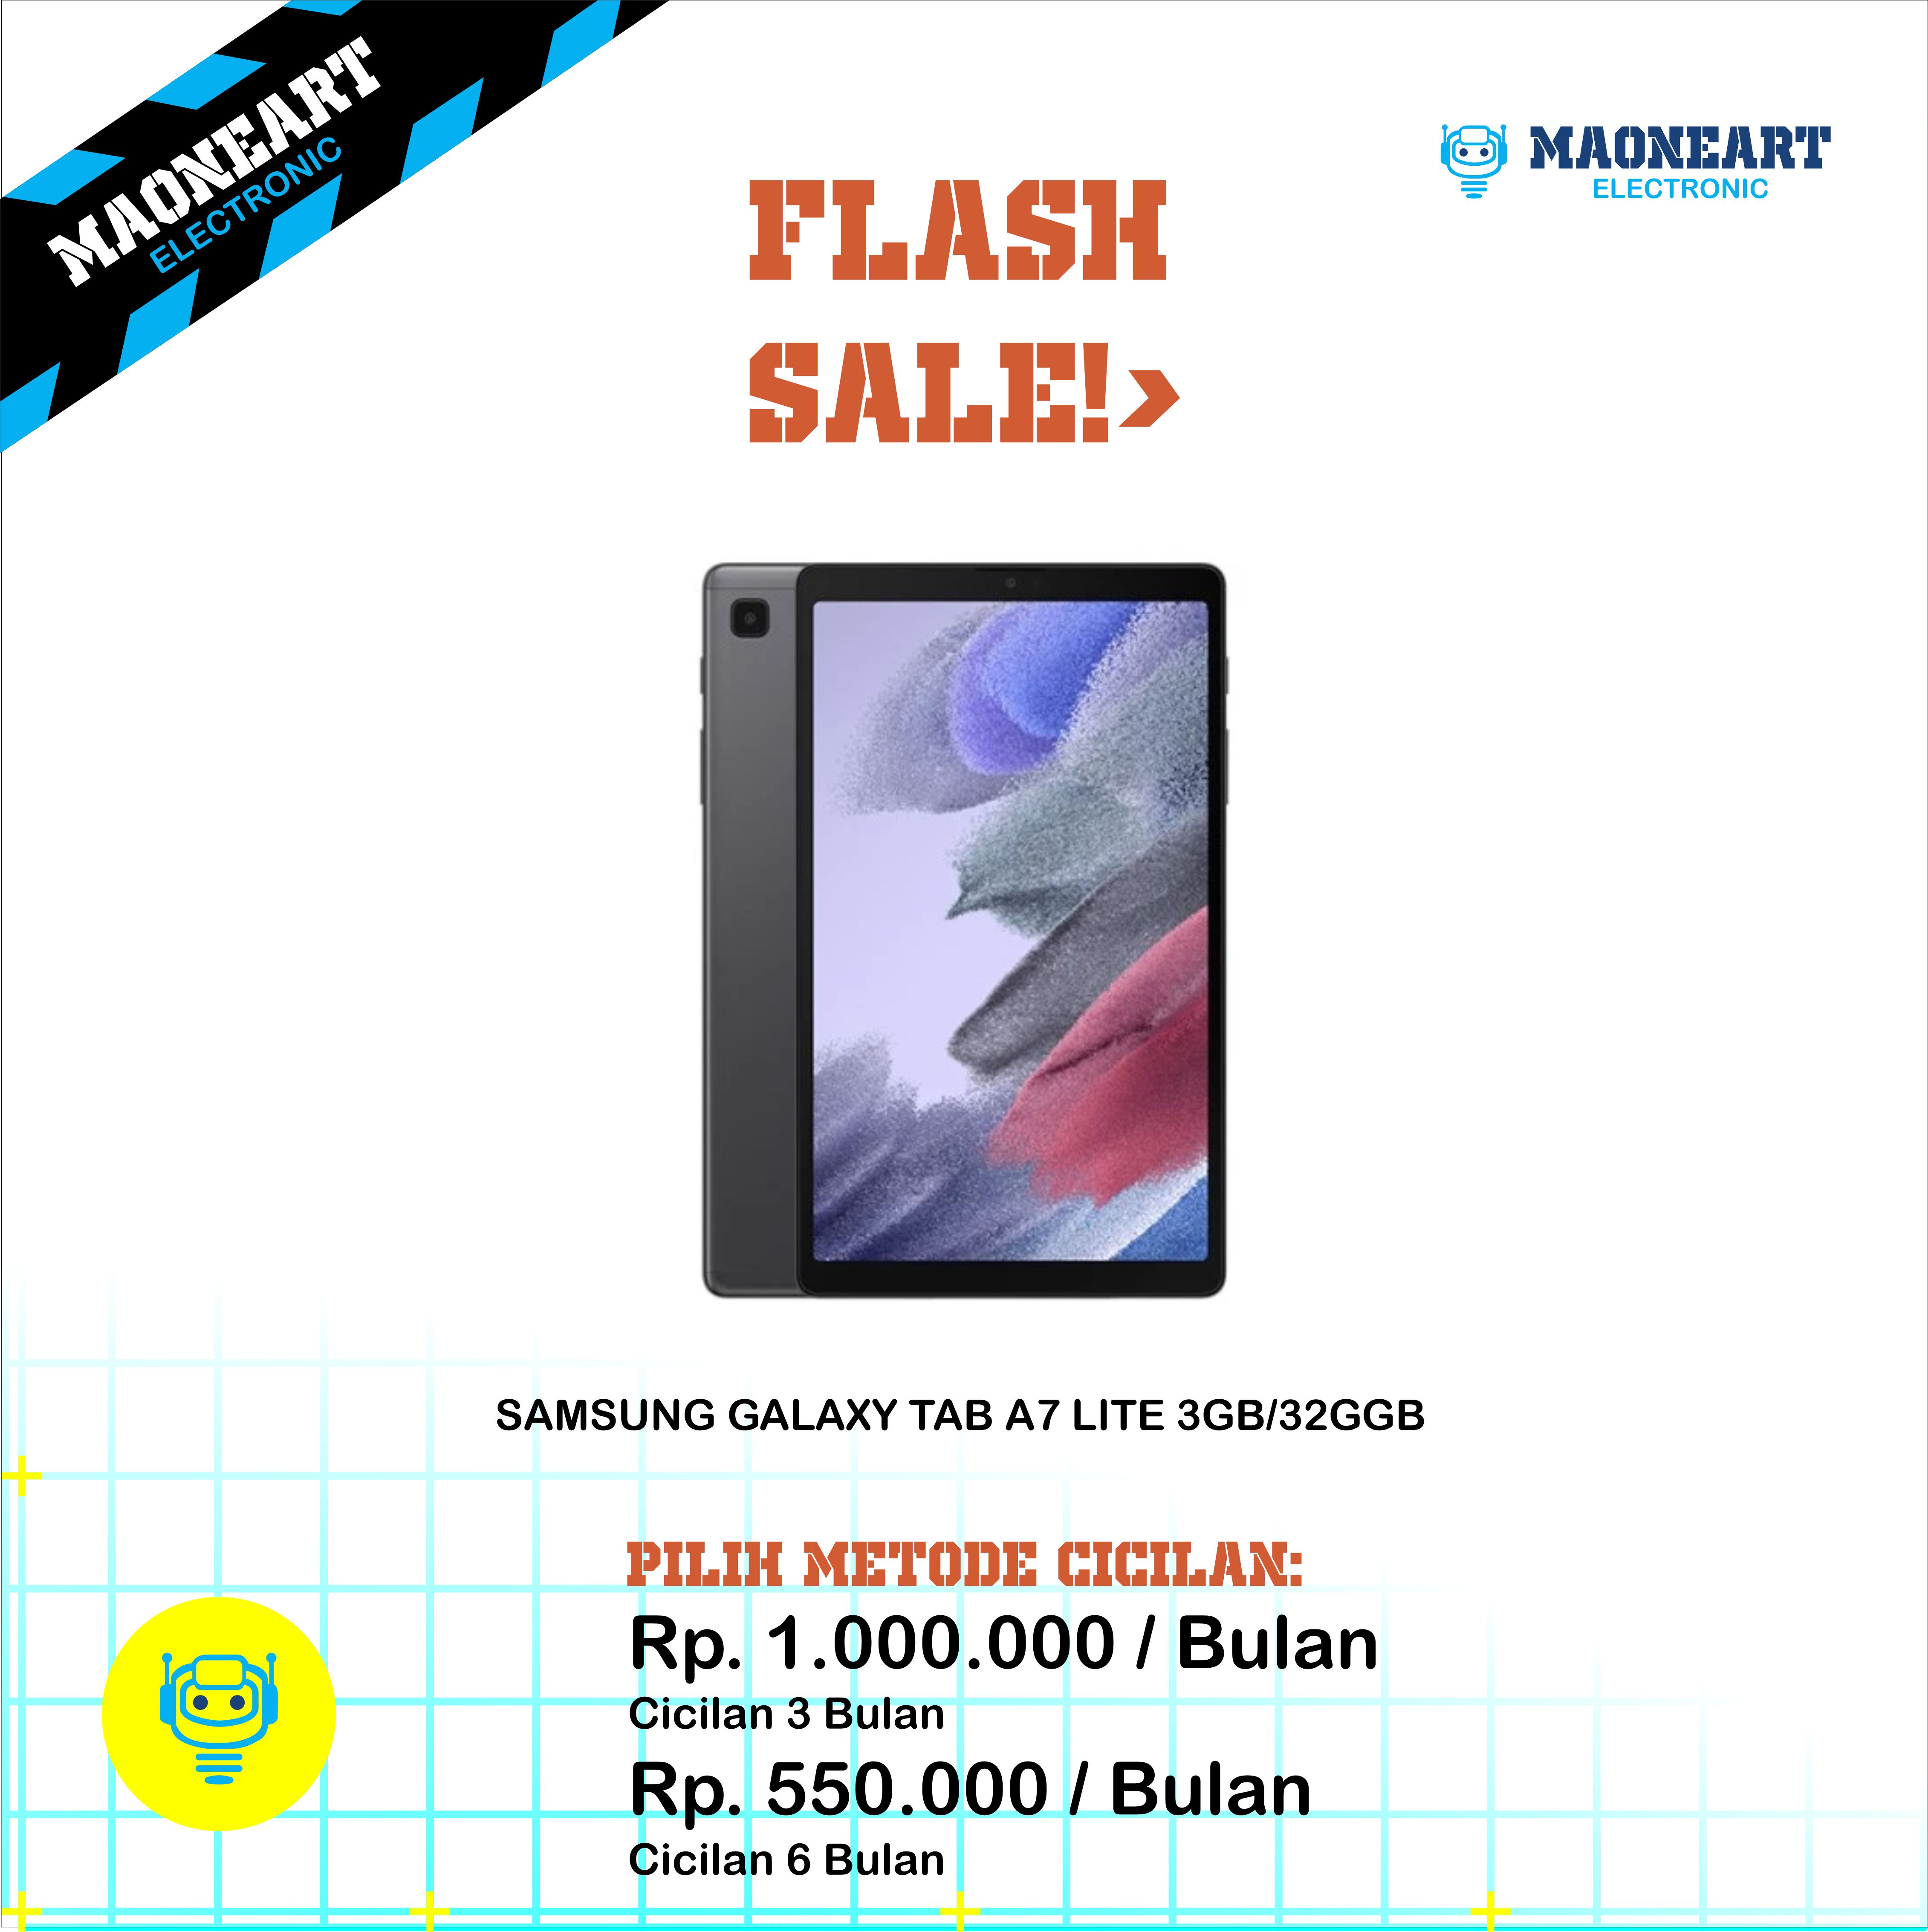 MAONEART
ELECTRONIC
MAONEART
ELECTRONIC
FLASH
SALE!>
SAMSUNG GALAXY TAB A7 LITE 3GB/32GGB
PILIH METODE CICILAN:
Rp. 1.000.000 / Bulan
Cicilan 3 Bulan
Rp. 550.000 / Bulan
Cicilan 6 Bulan